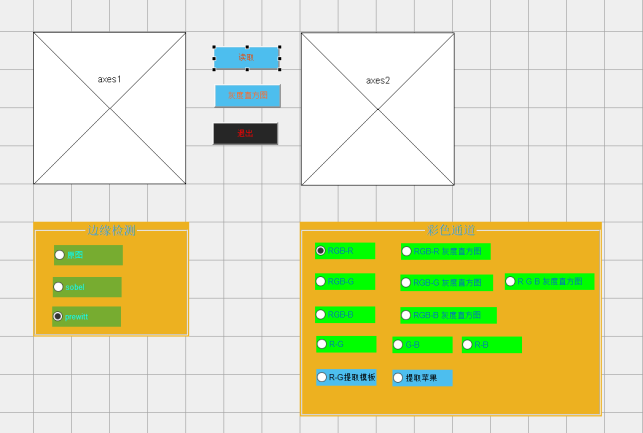 axes1
读取
灰度直方图
退出
axes2
边缘检测
原图
sobel
prewitt
彩色通道
RGB-R
RGB-R 灰度直方图
RGB-G
RGB-G 灰度直方图
R G B 灰度直方图
RGB-B
RGB-B 灰度直方图
R-G
G-B
R-B
R-G提取模板
提取苹果